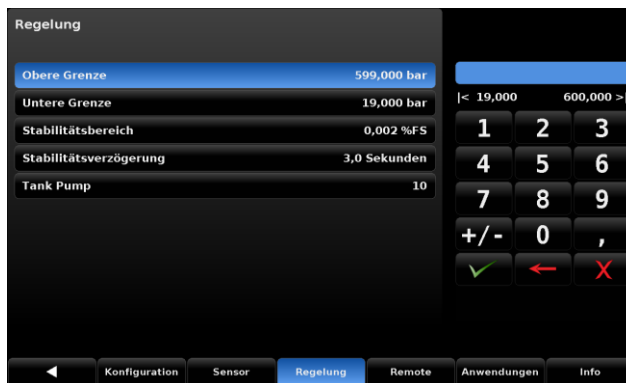 Regelung
Obere Grenze 599,000 bar
Untere Grenze 19,000 bar
Stabilitätsbereich 0,002 %FS
Stabilitätsverzögerung 3,0 Sekunden
Tank Pump 10
|< 19,000 600,000 >|
1 2 3
4 5 6
7 8 9
+/- 0 ,
Konfiguration Sensor Regelung Remote Anwendungen Info